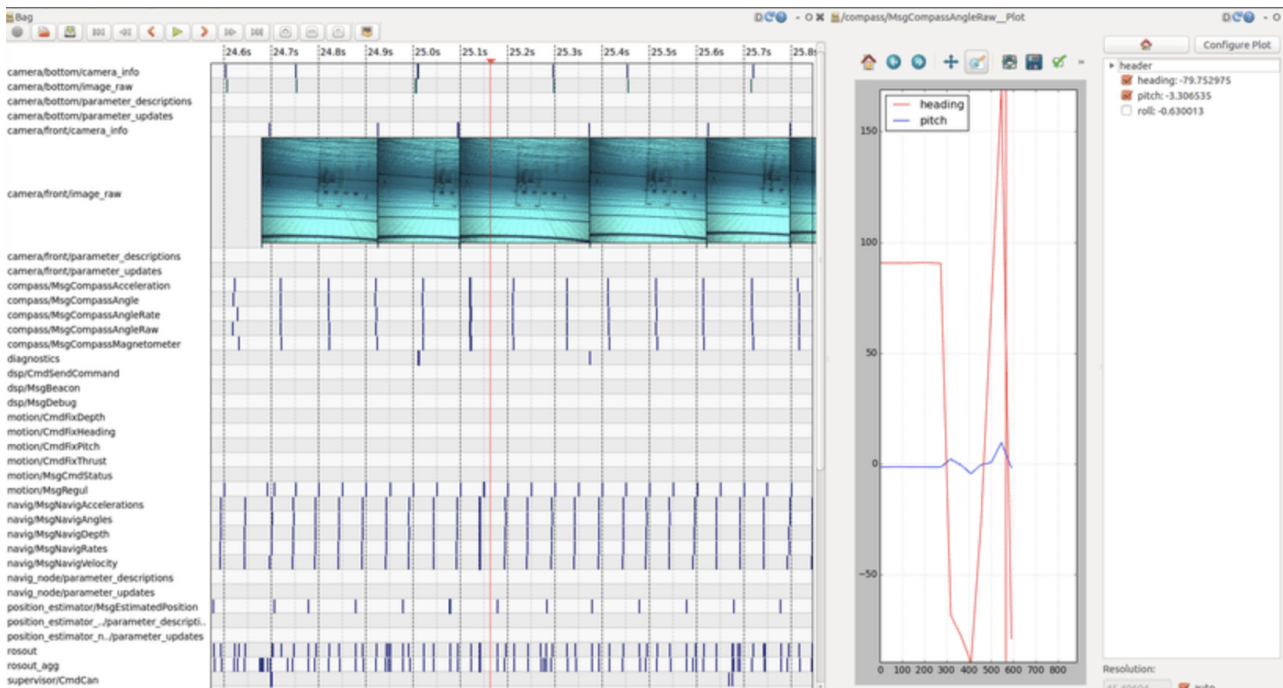 Bag
/compass/MsgCompassAngleRaw__Plot
24.6s 24.7s 24.8s 24.9s 25.0s 25.1s 25.2s 25.3s 25.4s 25.5s 25.6s 25.7s 25.8s
camera/bottom/camera_info
camera/bottom/image_raw
camera/bottom/parameter_descriptions
camera/bottom/parameter_updates
camera/front/camera_info
camera/front/image_raw
camera/front/parameter_descriptions
camera/front/parameter_updates
compass/MsgCompassAcceleration
compass/MsgCompassAngle
compass/MsgCompassAngleRate
compass/MsgCompassAngleRaw
compass/MsgCompassMagnetometer
diagnostics
dsp/CmdSendCommand
dsp/MsgBeacon
dsp/MsgDebug
motion/CmdFixDepth
motion/CmdFixHeading
motion/CmdFixPitch
motion/CmdFixThrust
motion/MsgCmdStatus
motion/MsgRegul
navig/MsgNavigAccelerations
navig/MsgNavigAngles
navig/MsgNavigDepth
navig/MsgNavigRates
navig/MsgNavigVelocity
navig_node/parameter_descriptions
navig_node/parameter_updates
position_estimator/MsgEstimatedPosition
position_estimator_../parameter_descripti..
position_estimator_n../parameter_updates
rosout
rosout_agg
supervisor/CmdCan
heading
pitch
150
100
50
0
−50
0 100 200 300 400 500 600 700 800
Configure Plot
header
heading: -79.752975
pitch: -3.306535
roll: -0.630013
Resolution:
auto